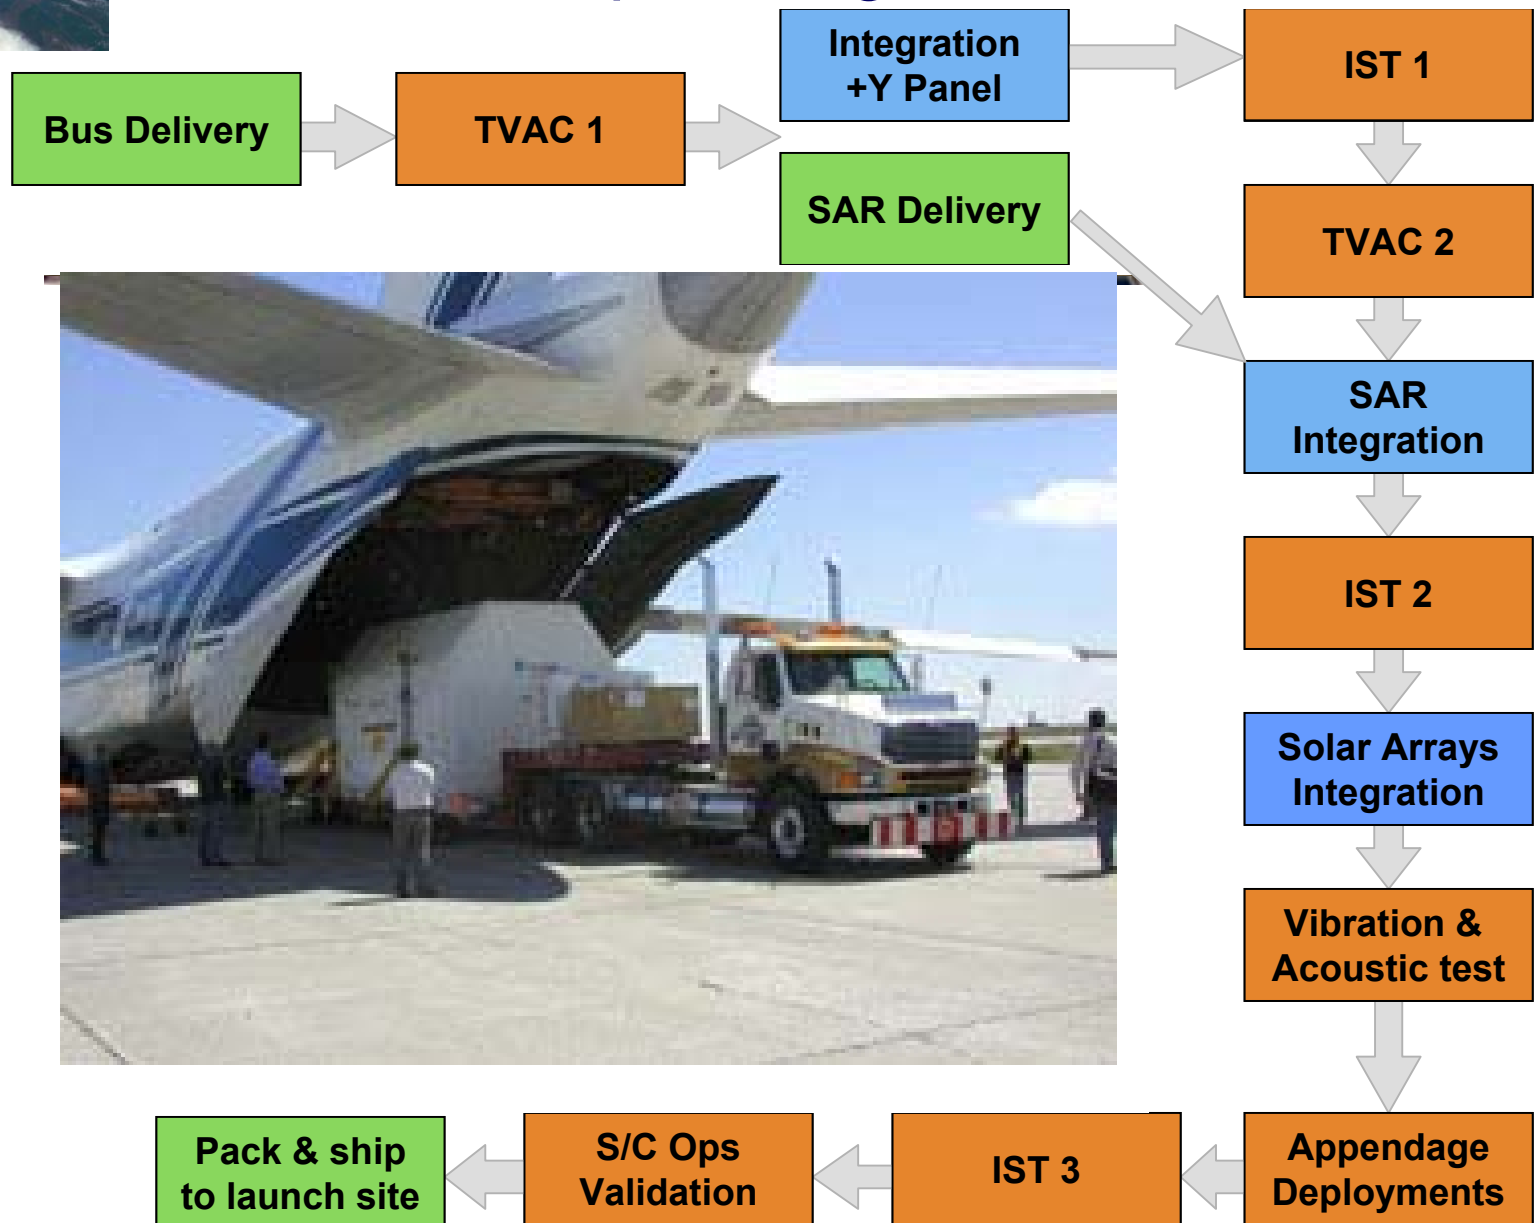 Integration
+Y Panel
IST 1
Bus Delivery
TVAC 1
SAR Delivery
TVAC 2
SAR
Integration
IST 2
Solar Arrays
Integration
Vibration &
Acoustic test
Pack & ship
to launch site
S/C Ops
Validation
IST 3
Appendage
Deployments